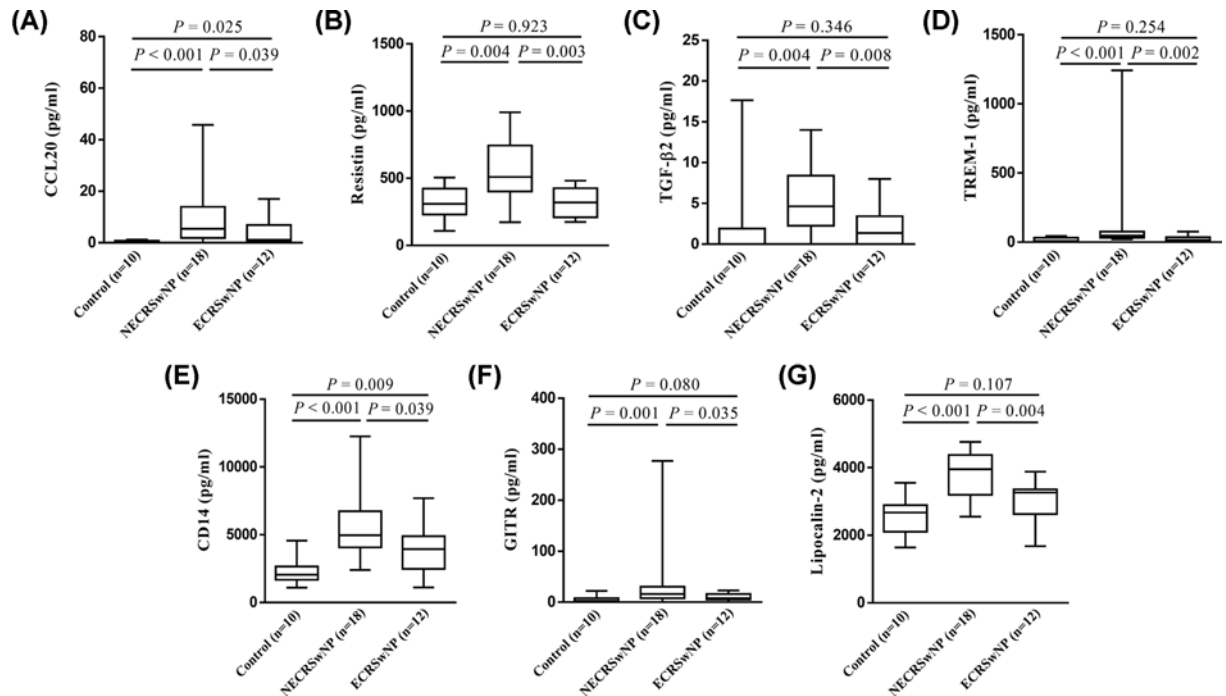 (A)
P = 0.025
P < 0.001
P = 0.039
80
60
40
20
0
CCL20 (pg/ml)
Control (n=10)
NECRSwNP (n=18)
ECRSwNP (n=12)
(B)
P = 0.923
P = 0.004
P = 0.003
1500
1000
500
0
Resistin (pg/ml)
Control (n=10)
NECRSwNP (n=18)
ECRSwNP (n=12)
(C)
P = 0.346
P = 0.004
P = 0.008
25
20
15
10
5
0
TGF-β2 (pg/ml)
Control (n=10)
NECRSwNP (n=18)
ECRSwNP (n=12)
(D)
P = 0.254
P < 0.001
P = 0.002
1500
1000
500
0
TREM-1 (pg/ml)
Control (n=10)
NECRSwNP (n=18)
ECRSwNP (n=12)
(E)
P = 0.009
P < 0.001
P = 0.039
15000
10000
5000
0
CD14 (pg/ml)
Control (n=10)
NECRSwNP (n=18)
ECRSwNP (n=12)
(F)
P = 0.080
P = 0.001
P = 0.035
400
300
200
100
0
GITR (pg/ml)
Control (n=10)
NECRSwNP (n=18)
ECRSwNP (n=12)
(G)
P = 0.107
P < 0.001
P = 0.004
6000
4000
2000
0
Lipocalin-2 (pg/ml)
Control (n=10)
NECRSwNP (n=18)
ECRSwNP (n=12)